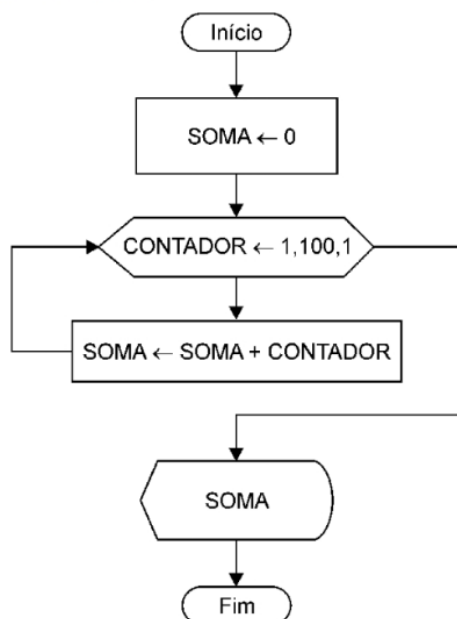 Início
SOMA ← 0
CONTADOR ← 1,100,1
SOMA ← SOMA + CONTADOR
SOMA
Fim